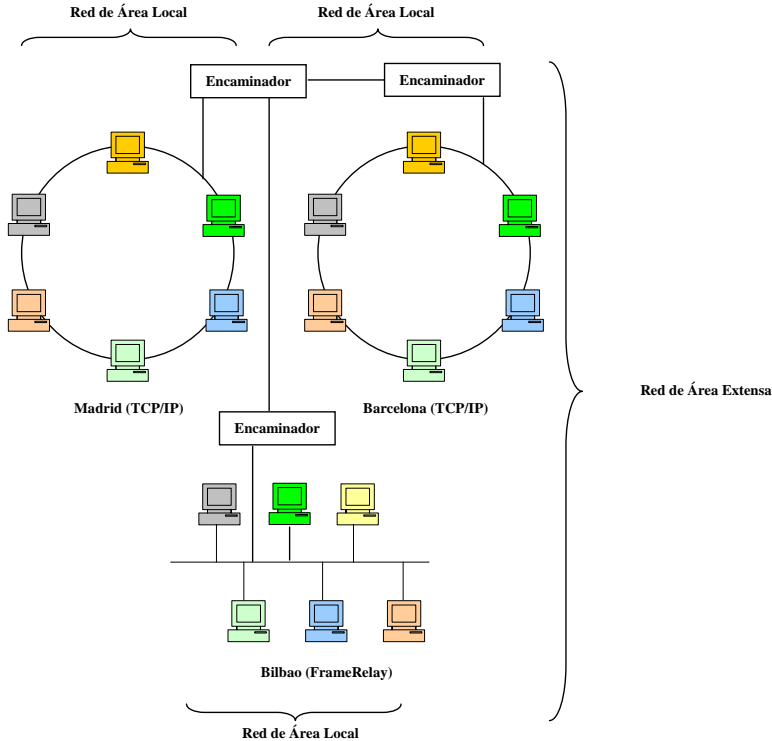 Red de Área Local
Red de Área Local
Encaminador
Encaminador
Madrid (TCP/IP)
Barcelona (TCP/IP)
Red de Área Extensa
Encaminador
Bilbao (FrameRelay)
Red de Área Local